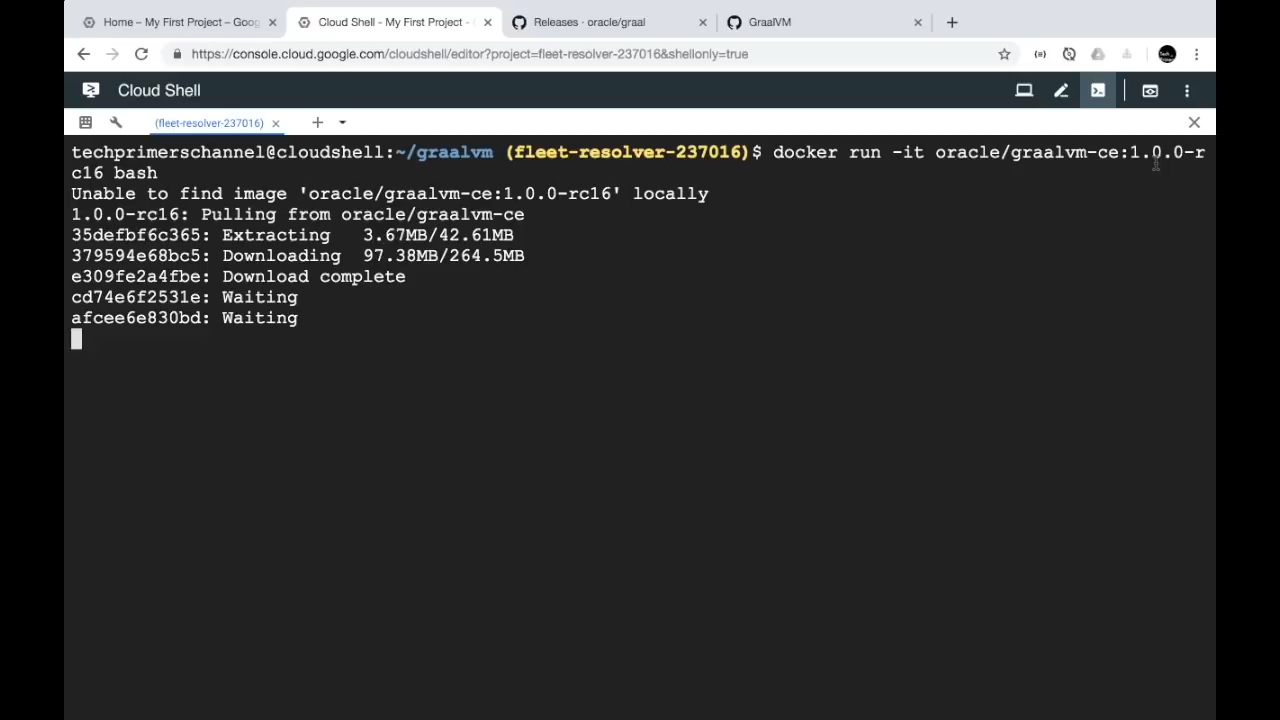 Home – My First Project – Goog
Cloud Shell - My First Project -
Releases · oracle/graal
GraalVM
https://console.cloud.google.com/cloudshell/editor?project=fleet-resolver-237016&shellonly=true
Cloud Shell
(fleet-resolver-237016)
techprimerschannel@cloudshell:~/graalvm (fleet-resolver-237016)$ docker run -it oracle/graalvm-ce:1.0.0-r
c16 bash
Unable to find image 'oracle/graalvm-ce:1.0.0-rc16' locally
1.0.0-rc16: Pulling from oracle/graalvm-ce
35defbf6c365: Extracting 3.67MB/42.61MB
379594e68bc5: Downloading 97.38MB/264.5MB
e309fe2a4fbe: Download complete
cd74e6f2531e: Waiting
afcee6e830bd: Waiting